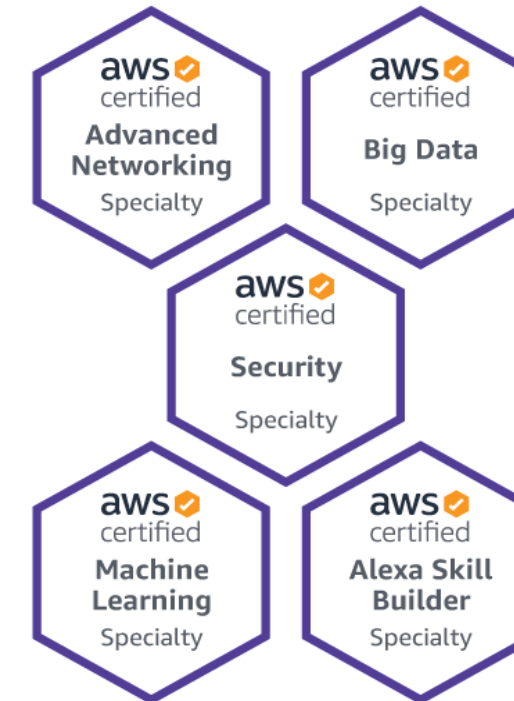 aws
certified
Advanced
Networking
Specialty
aws
certified
Big Data
Specialty
aws
certified
Security
Specialty
aws
certified
Machine
Learning
Specialty
aws
certified
Alexa Skill
Builder
Specialty